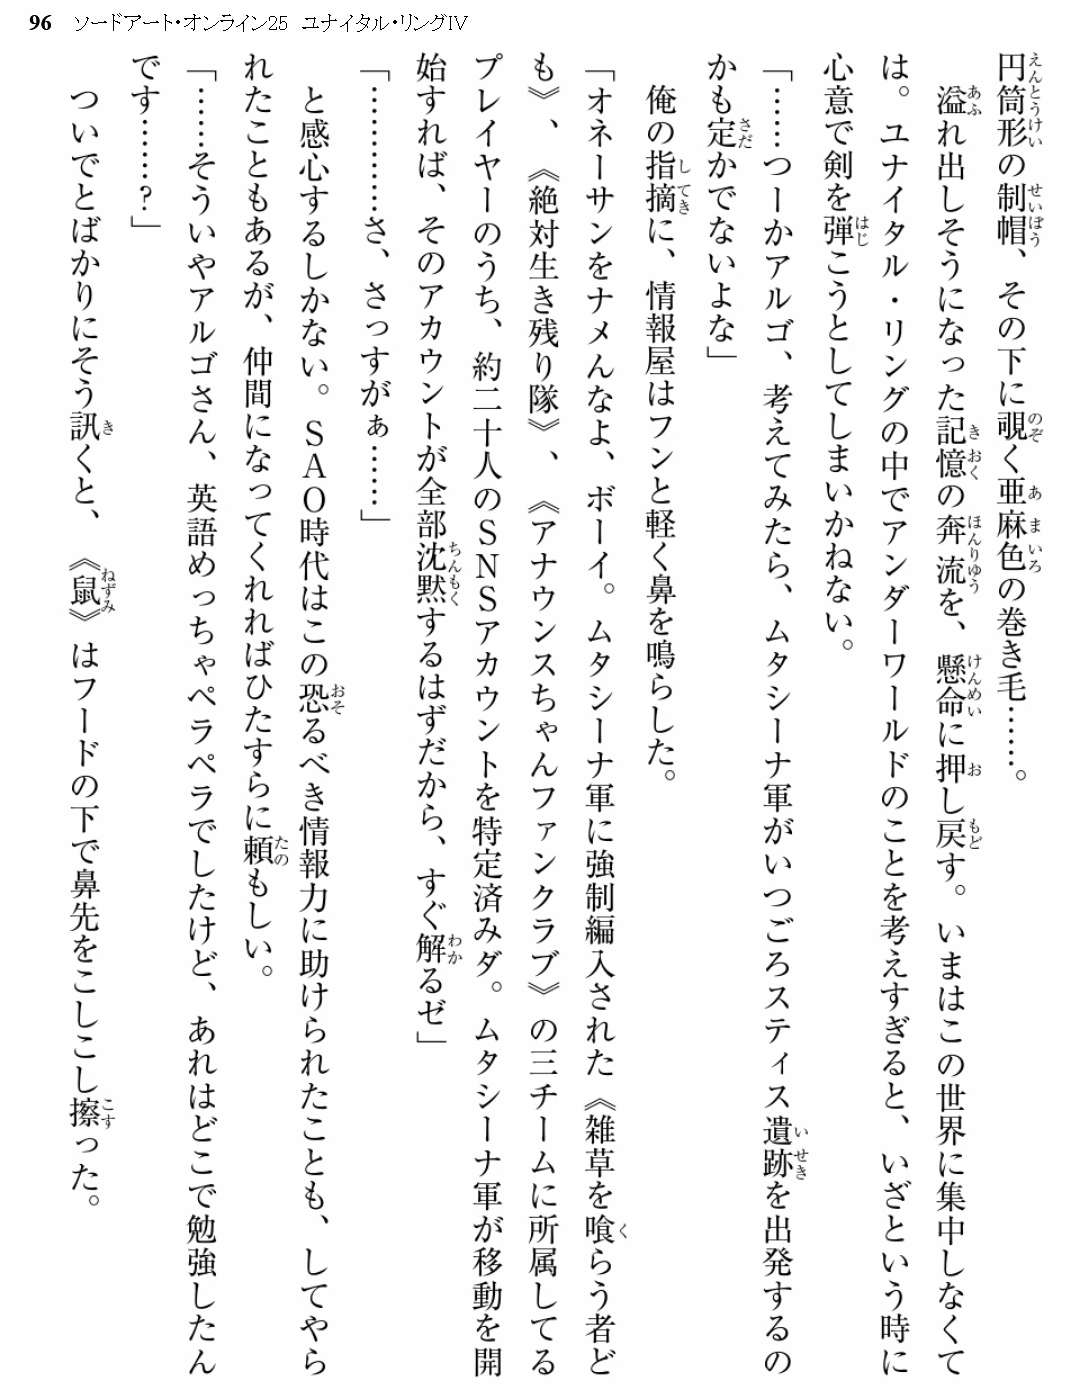 96 ソードアート・オンライン25 ユナイタル・リングⅣ
円筒形の制帽、その下に覗く亜麻色の巻き毛……。
溢れ出しそうになった記憶の奔流を、懸命に押し戻す。いまはこの世界に集中しなくて
は。ユナイタル・リングの中でアンダーワールドのことを考えすぎると、いざという時に
心意で剣を弾こうとしてしまいかねない。
「……つーかアルゴ、考えてみたら、ムタシーナ軍がいつごろスティス遺跡を出発するの
かも定かでないよな」
俺の指摘に、情報屋はフンと軽く鼻を鳴らした。
「オネーサンをナメんなよ、ボーイ。ムタシーナ軍に強制編入された《雑草を喰らう者ど
も》、《絶対生き残り隊》、《アナウンスちゃんファンクラブ》の三チームに所属してる
プレイヤーのうち、約二十人のSNSアカウントを特定済みダ。ムタシーナ軍が移動を開
始すれば、そのアカウントが全部沈黙するはずだから、すぐ解るゼ」
「…………さ、さっすがぁ……」
と感心するしかない。SAO時代はこの恐るべき情報力に助けられたことも、してやら
れたこともあるが、仲間になってくれればひたすらに頼もしい。
「……そういやアルゴさん、英語めっちゃペラペラでしたけど、あれはどこで勉強したん
です……?」
ついでとばかりにそう訊くと、《鼠》はフードの下で鼻先をこしこし擦った。